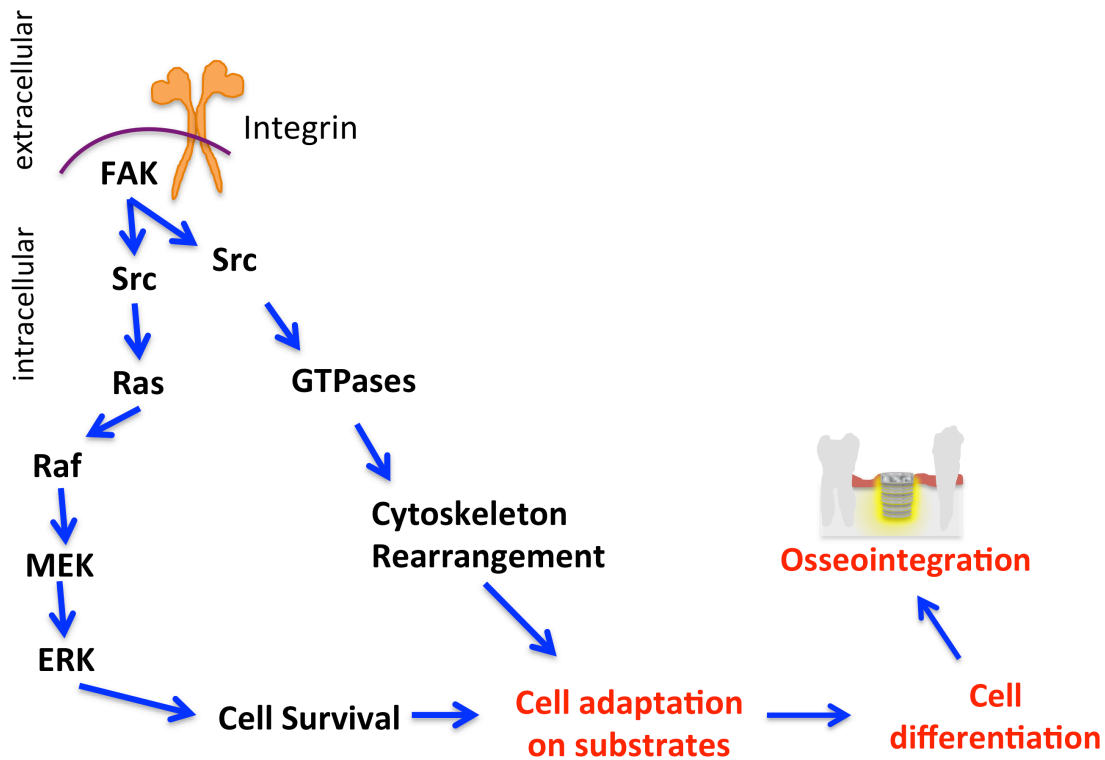 extracellular
Integrin
FAK
intracellular
Src
Src
Ras
GTPases
Raf
Cytoskeleton
Rearrangement
MEK
Osseointegration
ERK
Cell Survival
Cell adaptation
on substrates
Cell
differentiation